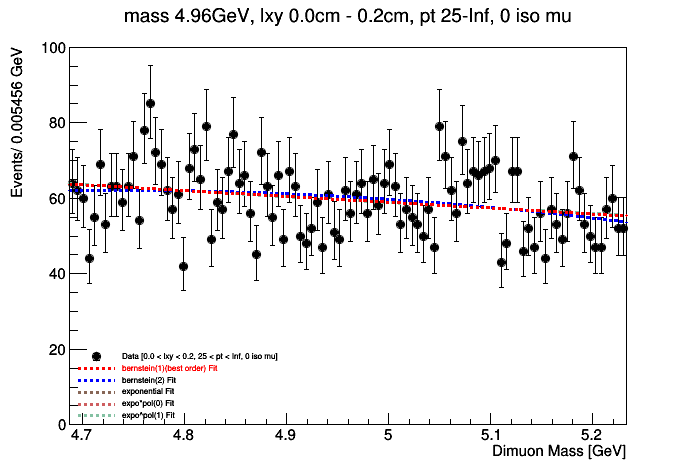 mass 4.96GeV, lxy 0.0cm - 0.2cm, pt 25-Inf, 0 iso mu
Events/ 0.005456 GeV
100
80
60
40
20
0
Data [0.0 < lxy < 0.2, 25 < pt < Inf, 0 iso mu]
bernstein(1)(best order) Fit
bernstein(2) Fit
exponential Fit
expo*pol(0) Fit
expo^pol(1) Fit
4.7 4.8 4.9 5 5.1 5.2
Dimuon Mass [GeV]